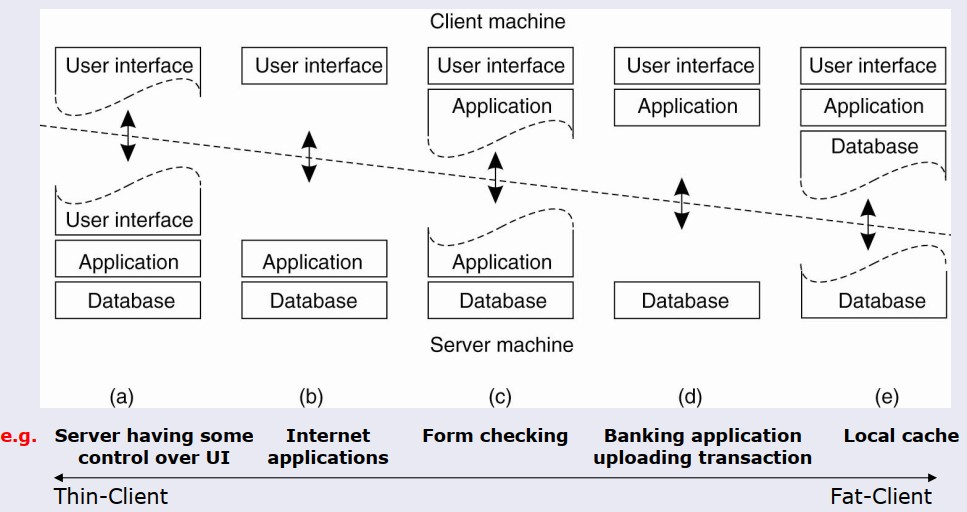 Client machine
User interface User interface User interface User interface User interface
Application Application Application
Database
User interface
Application Application Application
Database Database Database Database Database
Server machine
(a) (b) (c) (d) (e)
e.g. Server having some Internet Form checking Banking application Local cache
control over UI applications uploading transaction
Thin-Client Fat-Client